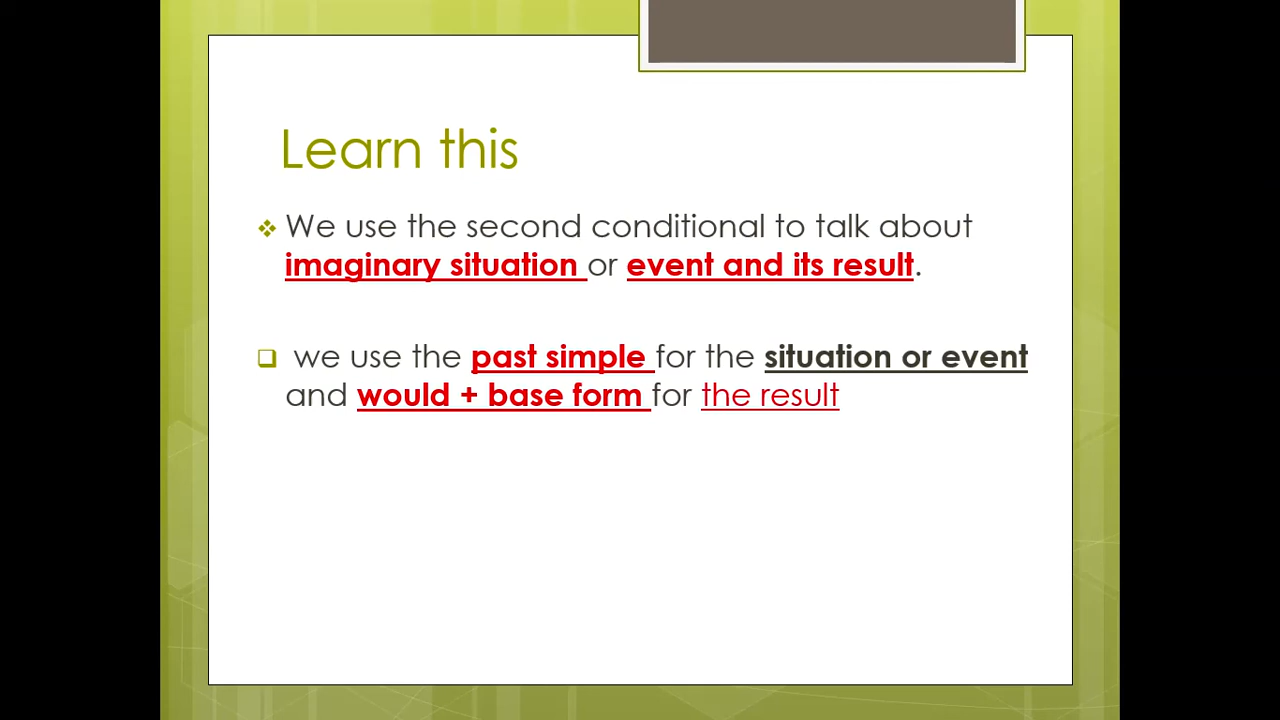 Learn this
We use the second conditional to talk about
imaginary situation or event and its result.
we use the past simple for the situation or event
and would + base form for the result